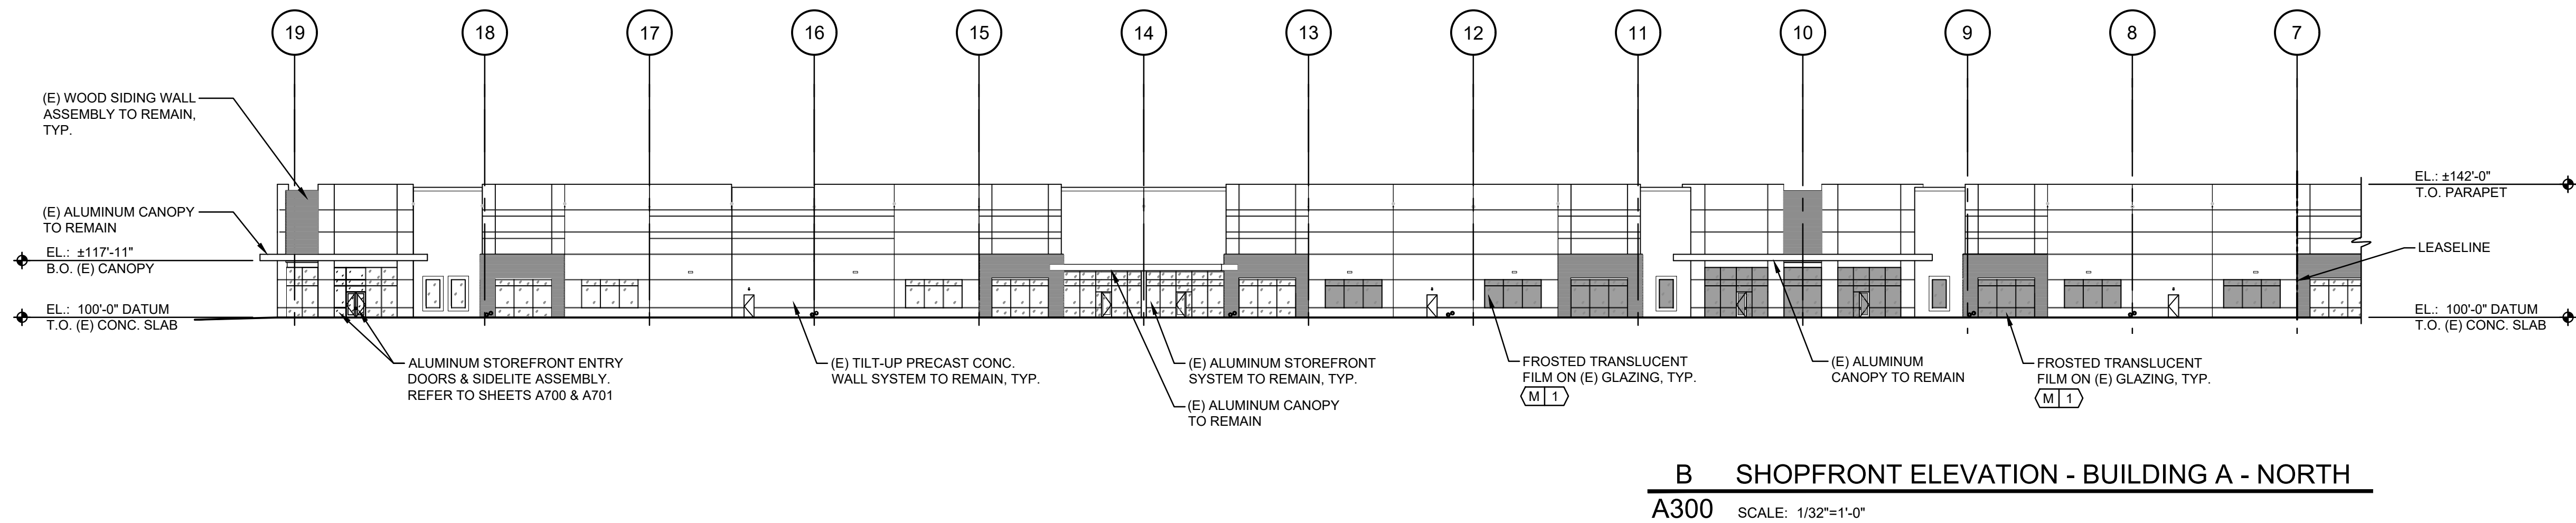 19 18 17 16 15 14 13 12 11 10 9 8 7
(E) WOOD SIDING WALL
ASSEMBLY TO REMAIN,
TYP.
(E) ALUMINUM CANOPY
TO REMAIN
EL.: ±117'-11"
B.O. (E) CANOPY
EL.: 100'-0" DATUM
T.O. (E) CONC. SLAB
EL.: ±142'-0"
T.O. PARAPET
LEASELINE
EL.: 100'-0" DATUM
T.O. (E) CONC. SLAB
ALUMINUM STOREFRONT ENTRY
DOORS & SIDELITE ASSEMBLY.
REFER TO SHEETS A700 & A701
(E) TILT-UP PRECAST CONC.
WALL SYSTEM TO REMAIN, TYP.
(E) ALUMINUM STOREFRONT
SYSTEM TO REMAIN, TYP.
(E) ALUMINUM CANOPY
TO REMAIN
FROSTED TRANSLUCENT
FILM ON (E) GLAZING, TYP.
M 1
(E) ALUMINUM
CANOPY TO REMAIN
FROSTED TRANSLUCENT
FILM ON (E) GLAZING, TYP.
M 1
B SHOPFRONT ELEVATION - BUILDING A - NORTH
A300 SCALE: 1/32"=1'-0"